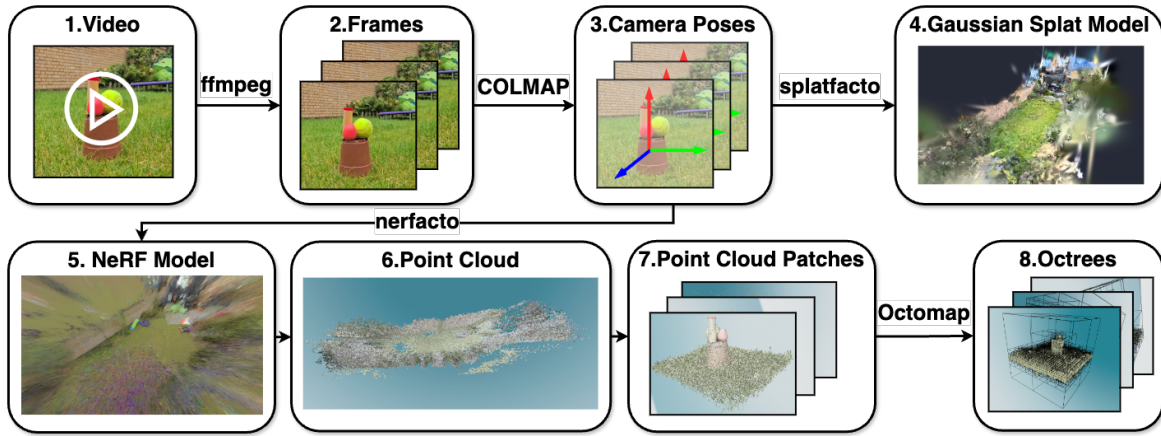 1.Video
ffmpeg
2.Frames
COLMAP
3.Camera Poses
splatfacto
4.Gaussian Splat Model
nerfacto
5. NeRF Model
6.Point Cloud
7.Point Cloud Patches
Octomap
8.Octrees